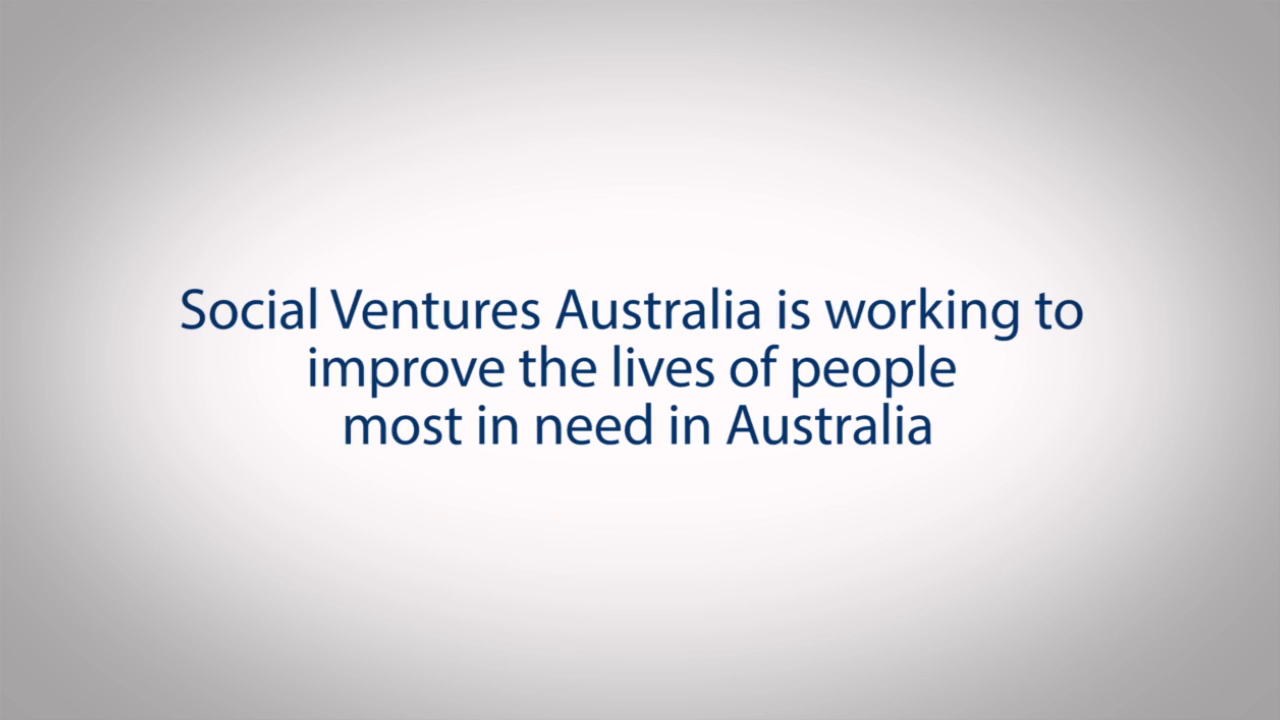 Social Ventures Australia is working to
improve the lives of people
most in need in Australia